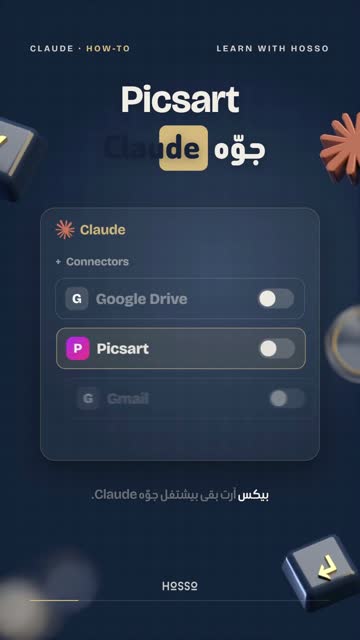 CLAUDE · HOW-TO
LEARN WITH HOSSO
Picsart
جوّه Claude
Claude
+ Connectors
G Google Drive
P Picsart
G Gmail
بيكس آرت بقى بيشتغل جوّه Claude.
HOSSO